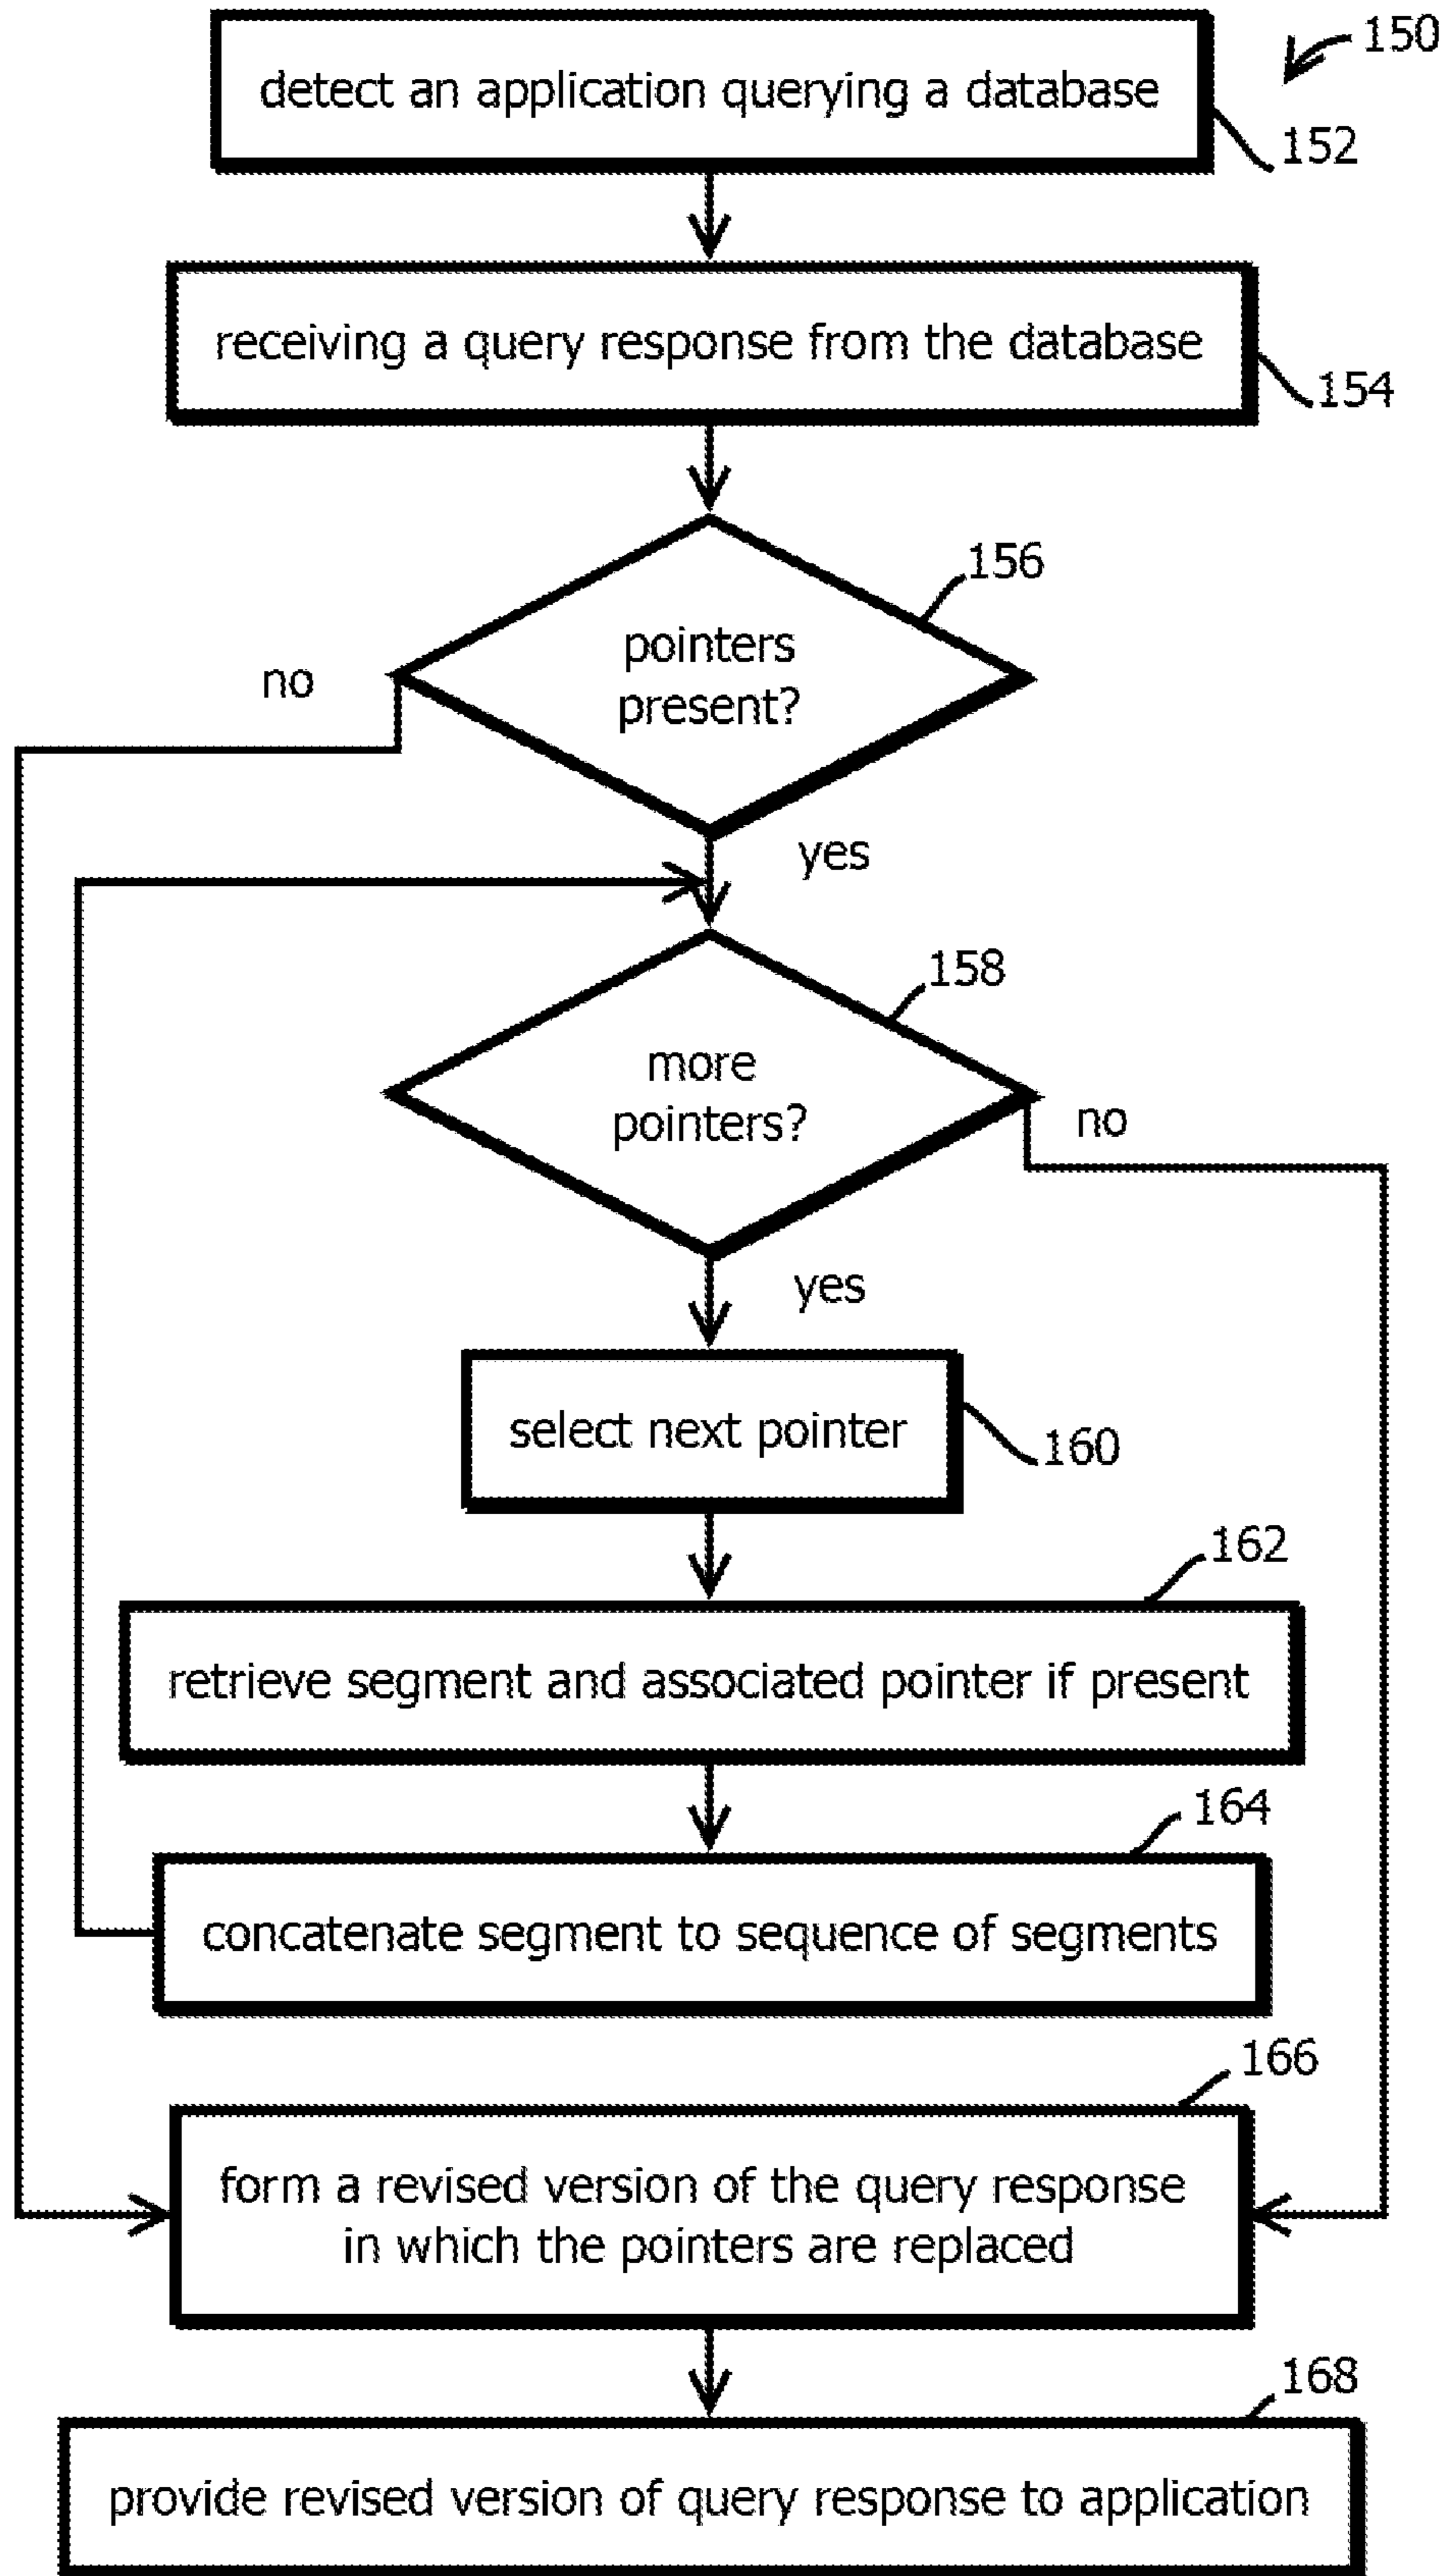 150
detect an application querying a database
152
receiving a query response from the database
154
156
pointers
present?
no
yes
158
more
pointers?
no
yes
select next pointer
160
162
retrieve segment and associated pointer if present
164
concatenate segment to sequence of segments
166
form a revised version of the query response
in which the pointers are replaced
168
provide revised version of query response to application